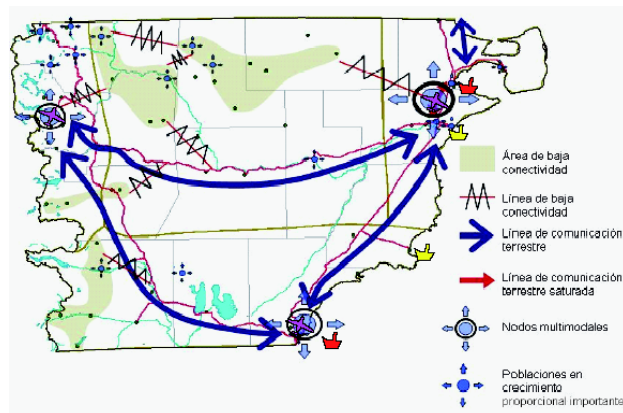 Área de baja
conectividad
Línea de baja
conectividad
Línea de comunicación
terrestre
Línea de comunicación
terrestre saturada
Nodos multimodales
Poblaciones en
crecimiento
proporcional importante